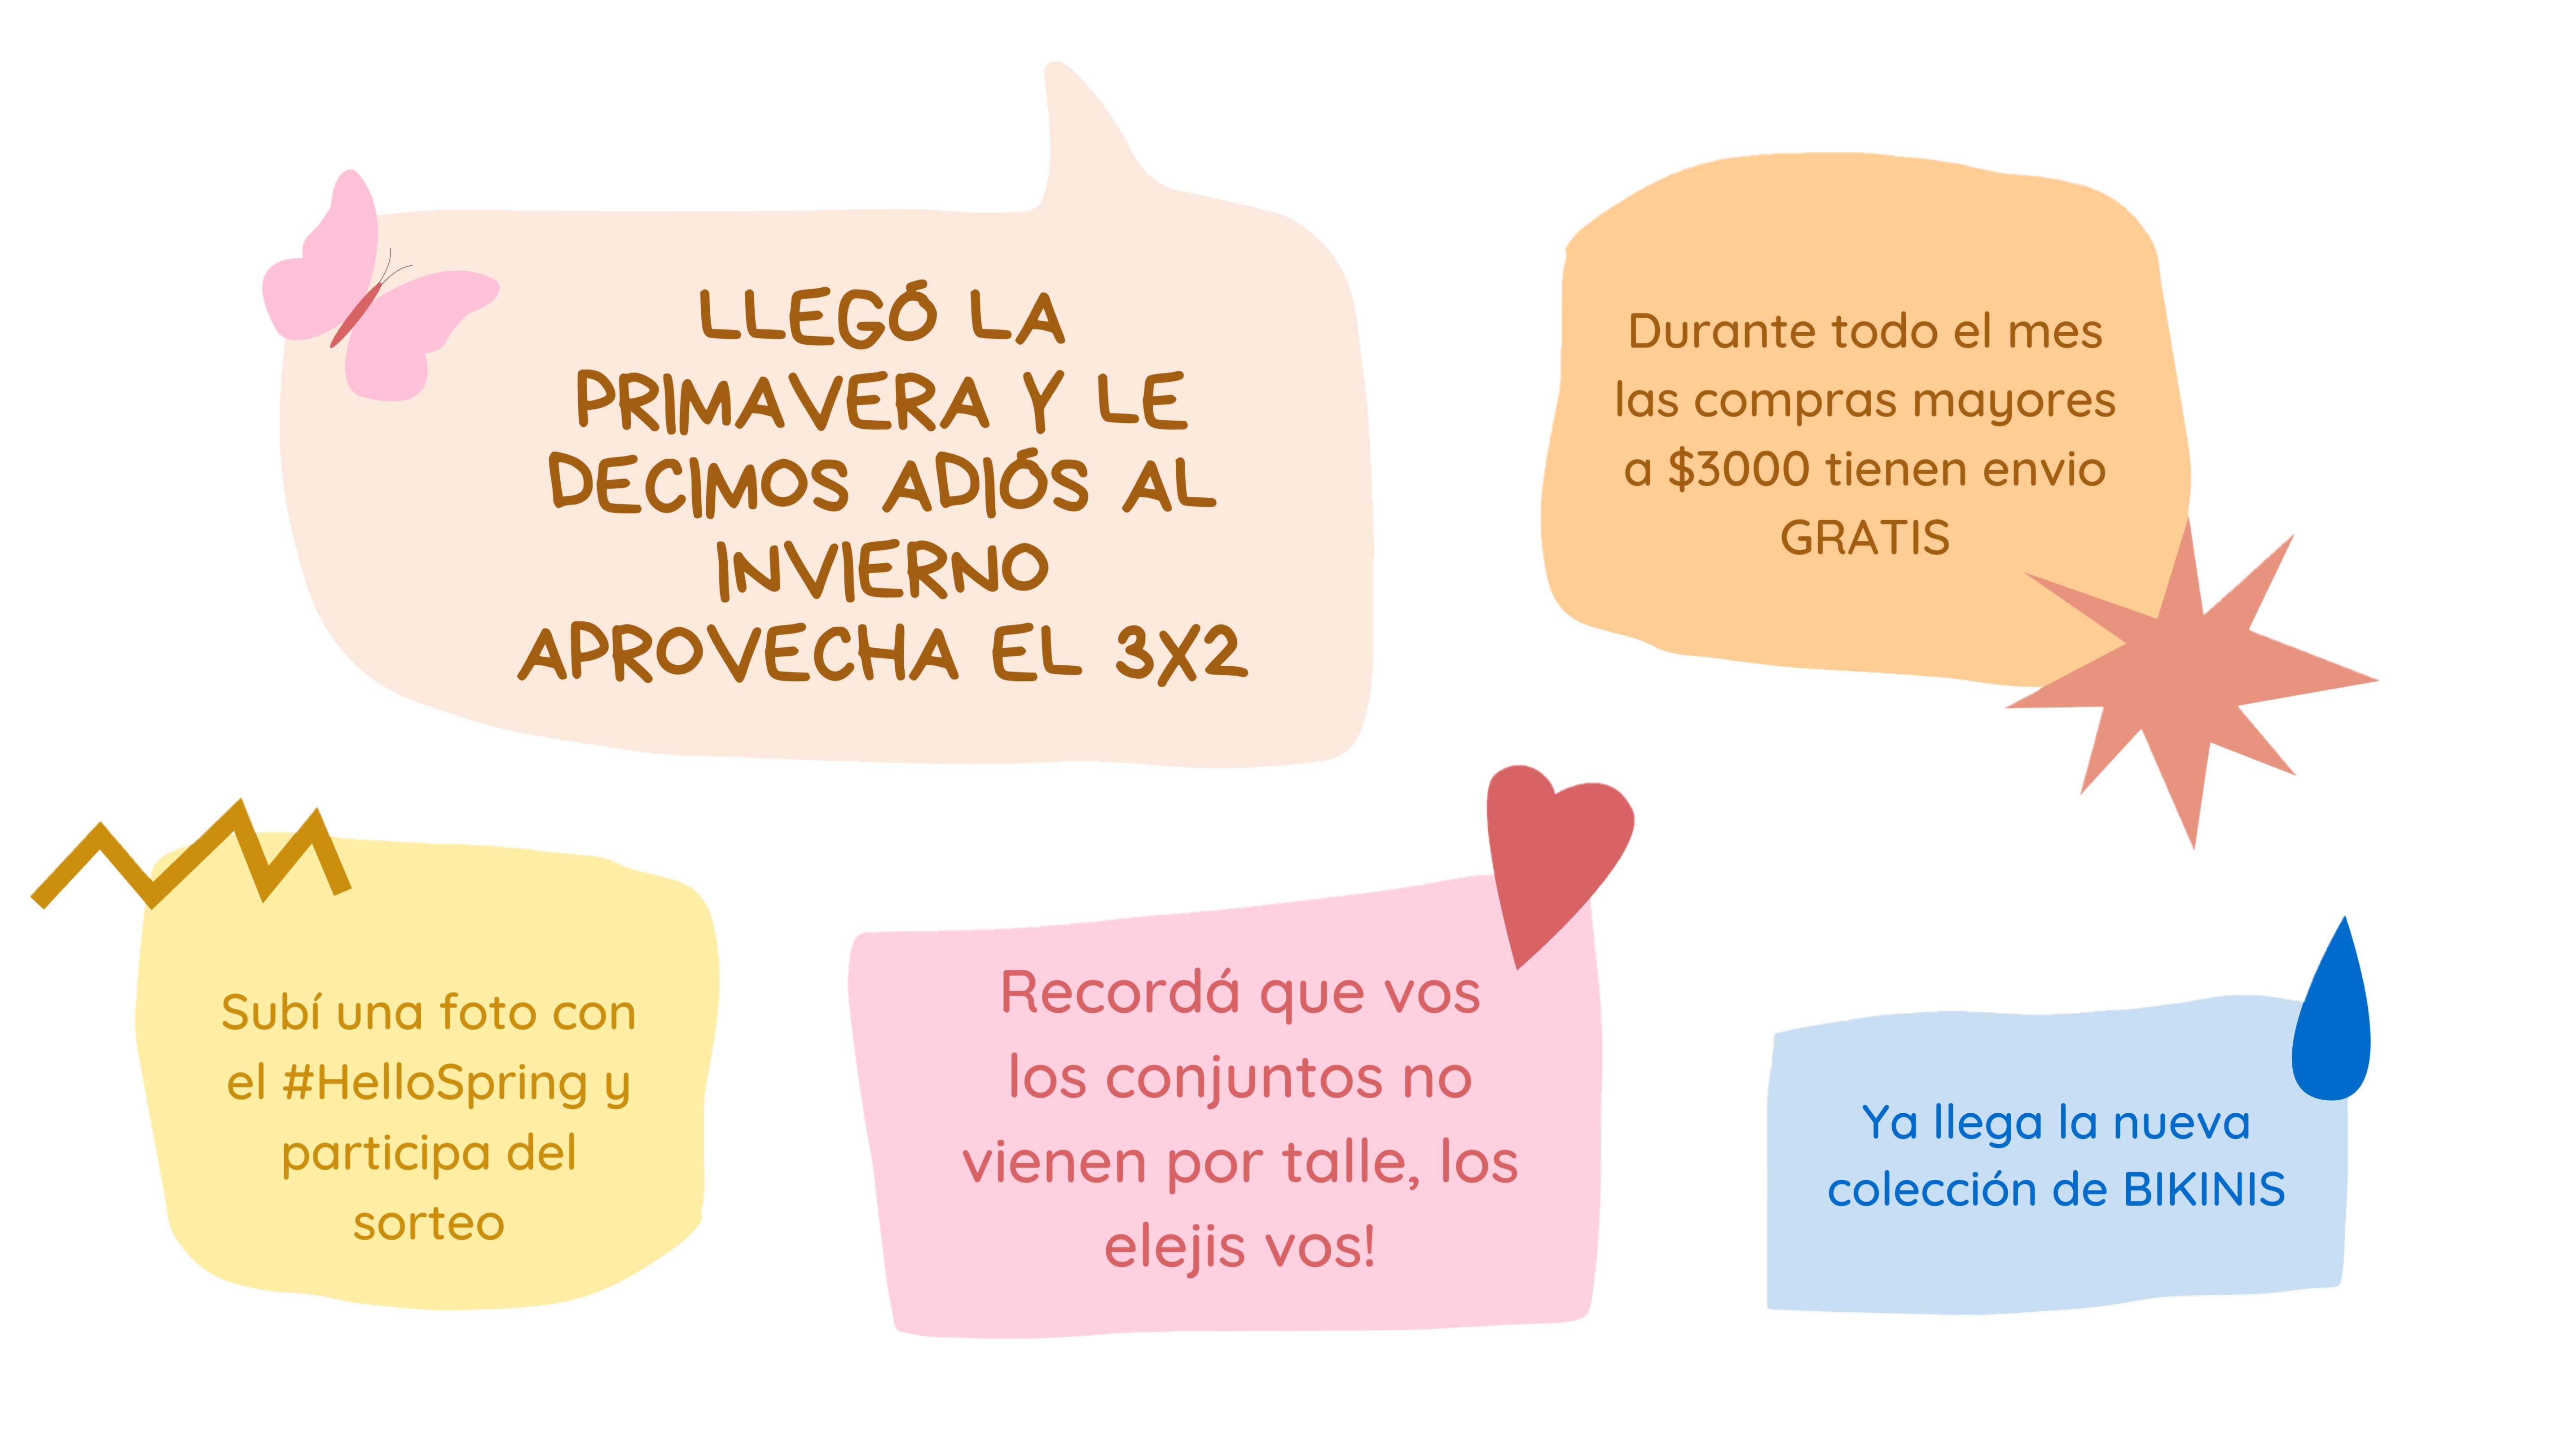 LLEGÓ LA
PRIMAVERA Y LE
DECIMOS ADIÓS AL
INVIERNO
APROVECHA EL 3X2
Durante todo el mes
las compras mayores
a $3000 tienen envio
GRATIS
Subí una foto con
el #HelloSpring y
participa del
sorteo
Recordá que vos
los conjuntos no
vienen por talle, los
elejis vos!
Ya llega la nueva
colección de BIKINIS